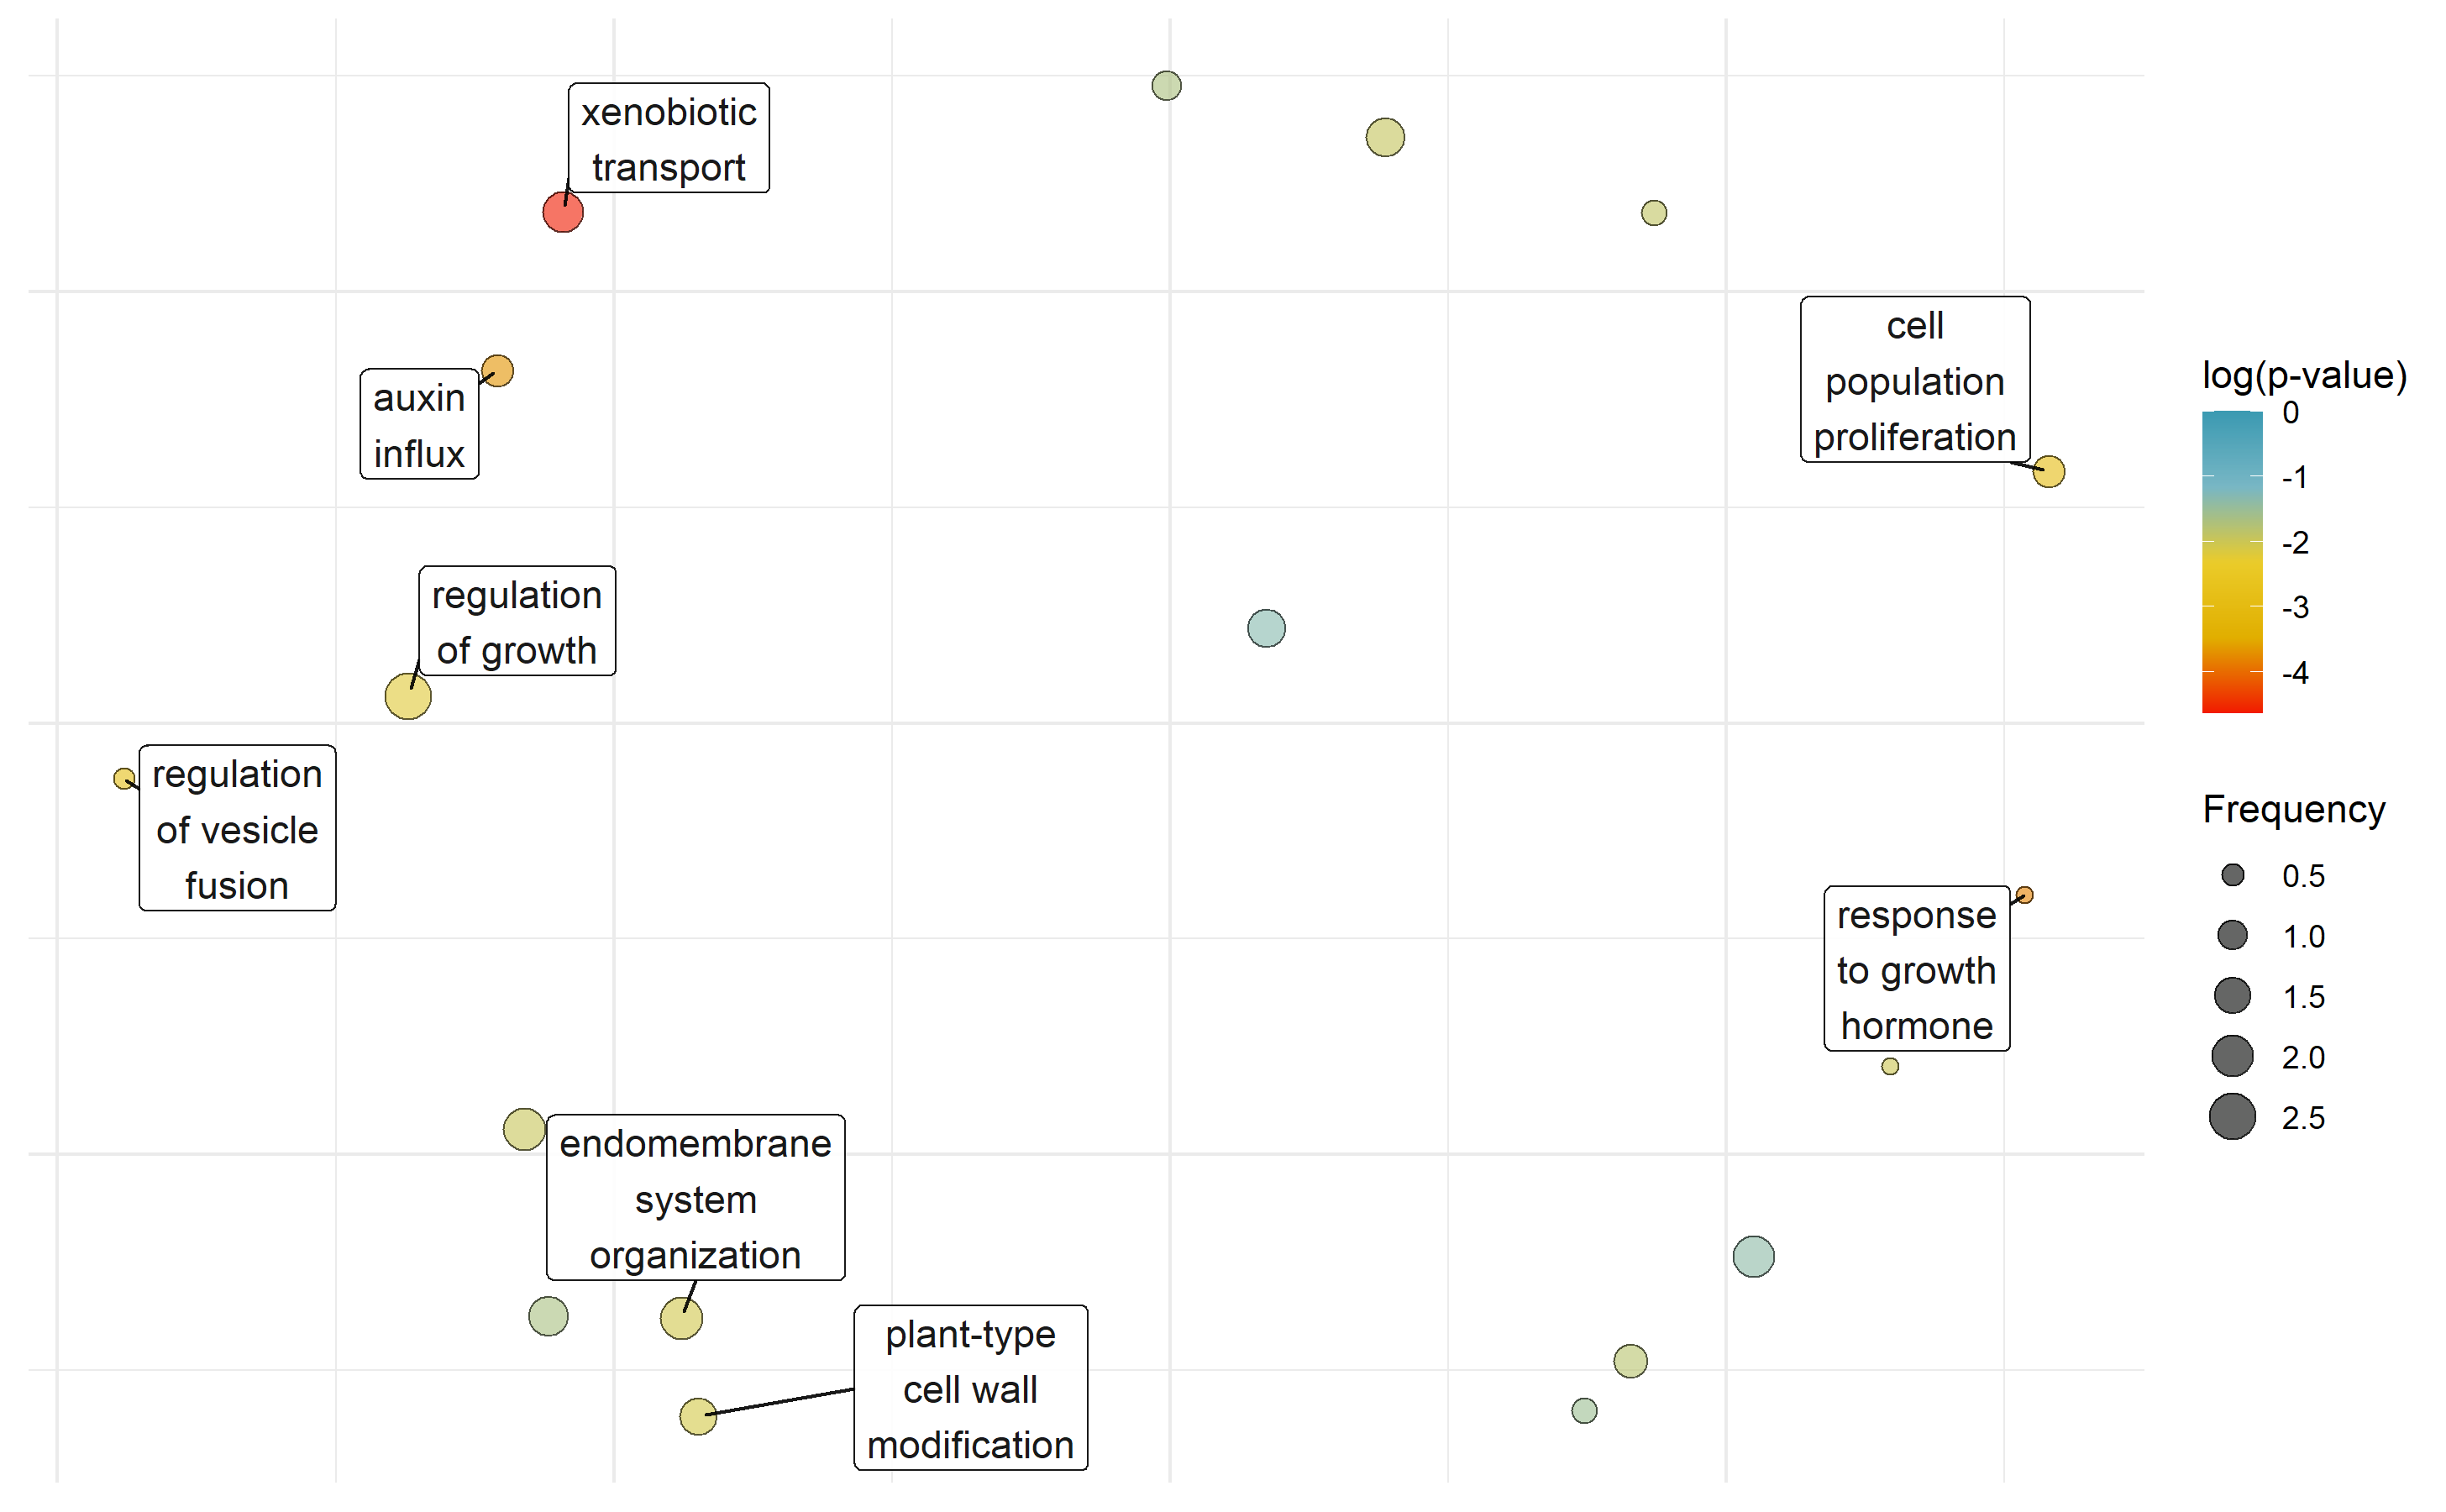 xenobiotic
transport
auxin
influx
cell
population
proliferation
regulation
of growth
regulation
of vesicle
fusion
response
to growth
hormone
endomembrane
system
organization
plant-type
cell wall
modification
log(p-value)
0
-1
-2
-3
-4
Frequency
0.5
1.0
1.5
2.0
2.5